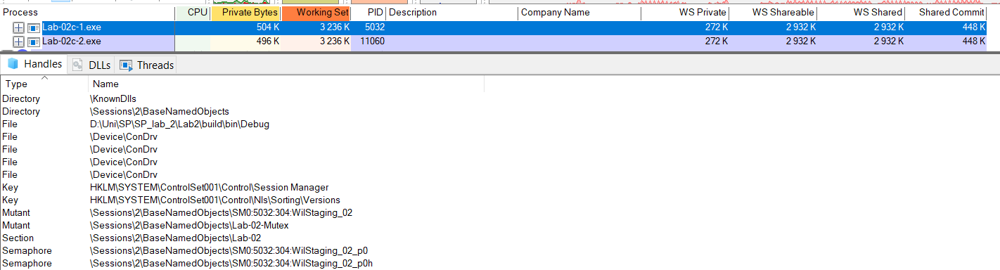 Process CPU Private Bytes Working Set PID Description Company Name WS Private WS Shareable WS Shared Shared Commit
Lab-02c-1.exe 504 K 3 236 K 5032 272 K 2 932 K 2 932 K 448 K
Lab-02c-2.exe 496 K 3 236 K 11060 272 K 2 932 K 2 932 K 448 K
Handles DLLs Threads
Type Name
Directory \KnownDlls
Directory \Sessions\2\BaseNamedObjects
File D:\Uni\SP\SP_lab_2\Lab2\build\bin\Debug
File \Device\ConDrv
File \Device\ConDrv
File \Device\ConDrv
File \Device\ConDrv
Key HKLM\SYSTEM\ControlSet001\Control\Session Manager
Key HKLM\SYSTEM\ControlSet001\Control\Nls\Sorting\Versions
Mutant \Sessions\2\BaseNamedObjects\SM0:5032:304:WilStaging_02
Mutant \Sessions\2\BaseNamedObjects\Lab-02-Mutex
Section \Sessions\2\BaseNamedObjects\Lab-02
Semaphore \Sessions\2\BaseNamedObjects\SM0:5032:304:WilStaging_02_p0
Semaphore \Sessions\2\BaseNamedObjects\SM0:5032:304:WilStaging_02_p0h